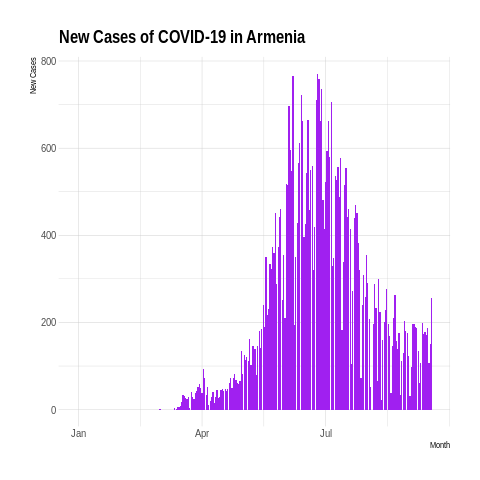 New Cases of COVID-19 in Armenia
New Cases
800
600
400
200
0
Jan
Apr
Jul
Month